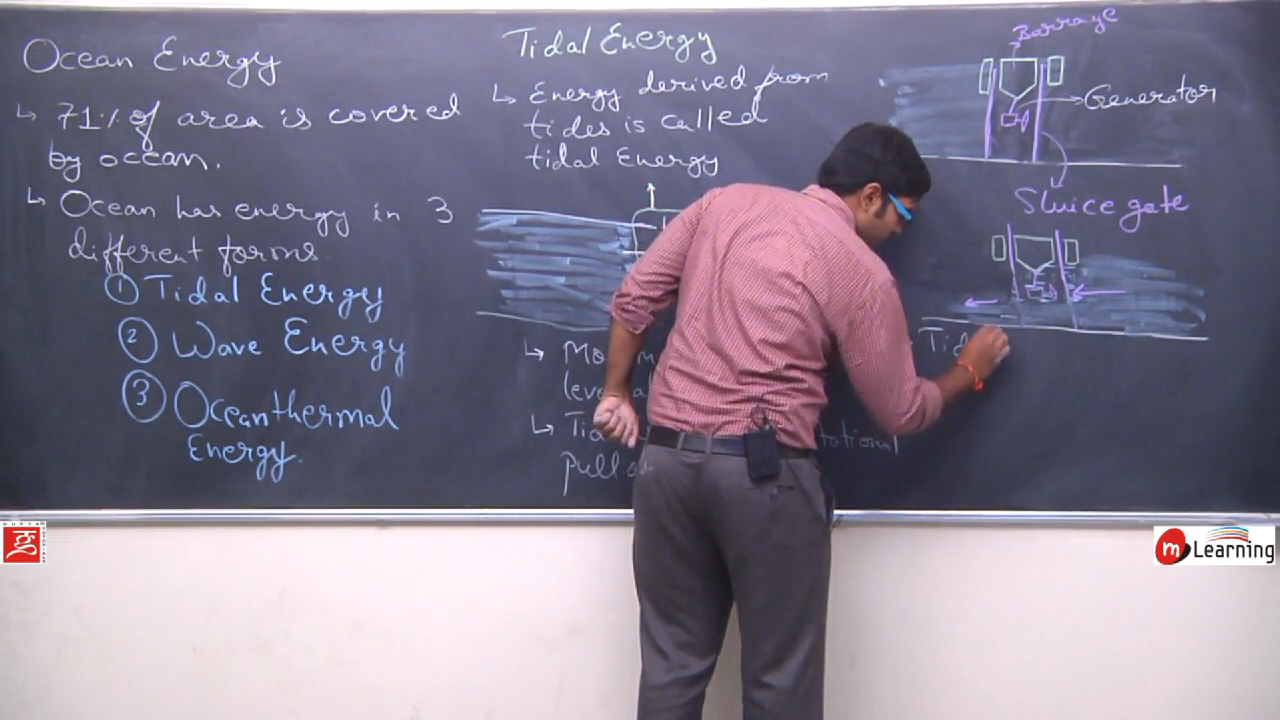 Ocean Energy
↳ 71% of area is covered
by ocean.
↳ Ocean has energy in 3
different forms.
① Tidal Energy
② Wave Energy
③ Oceanthermal
Energy.
Tidal Energy
↳ Energy derived from
tides is called
tidal Energy
↳
↳
pull
Barrage
Generator
Sluice gate
m Learning